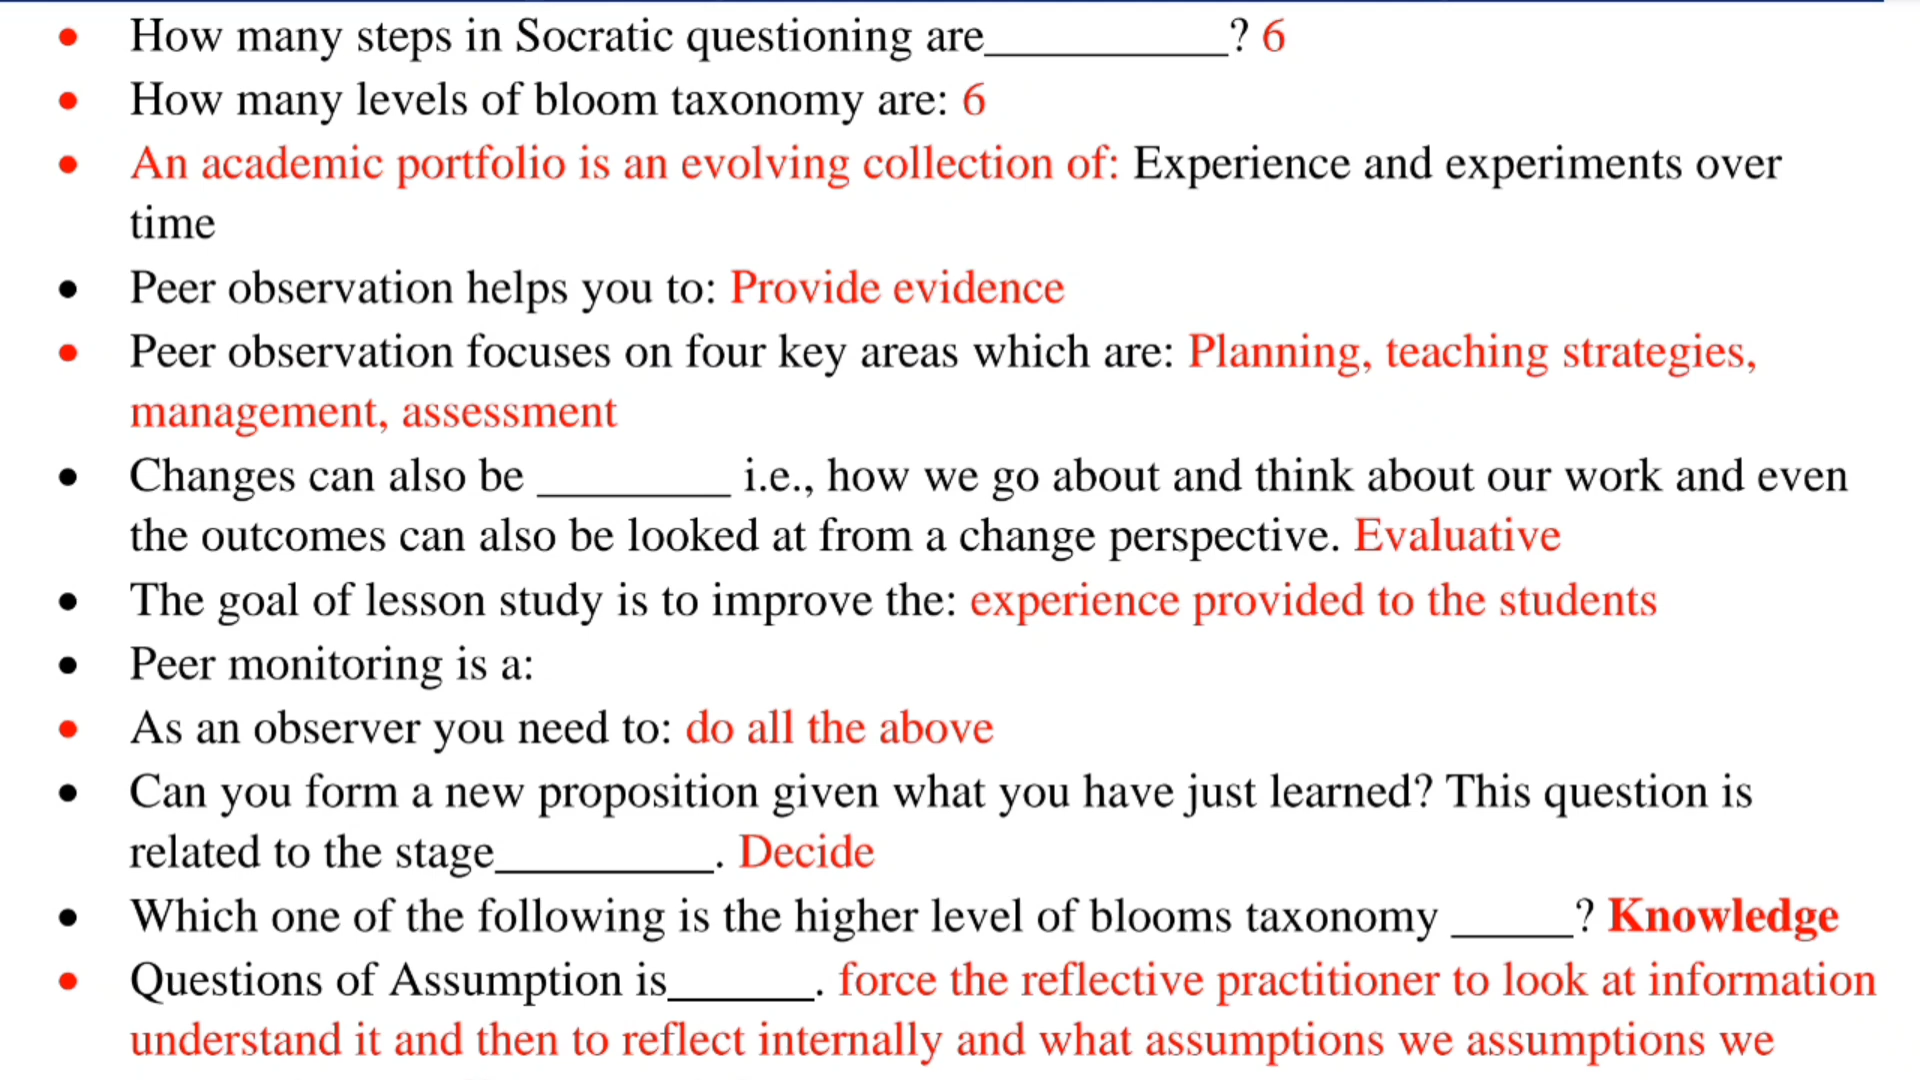 • How many steps in Socratic questioning are__________? 6
• How many levels of bloom taxonomy are: 6
• An academic portfolio is an evolving collection of: Experience and experiments over
time
• Peer observation helps you to: Provide evidence
• Peer observation focuses on four key areas which are: Planning, teaching strategies,
management, assessment
• Changes can also be ________ i.e., how we go about and think about our work and even
the outcomes can also be looked at from a change perspective. Evaluative
• The goal of lesson study is to improve the: experience provided to the students
• Peer monitoring is a:
• As an observer you need to: do all the above
• Can you form a new proposition given what you have just learned? This question is
related to the stage_________. Decide
• Which one of the following is the higher level of blooms taxonomy _____? Knowledge
• Questions of Assumption is______. force the reflective practitioner to look at information
understand it and then to reflect internally and what assumptions we assumptions we